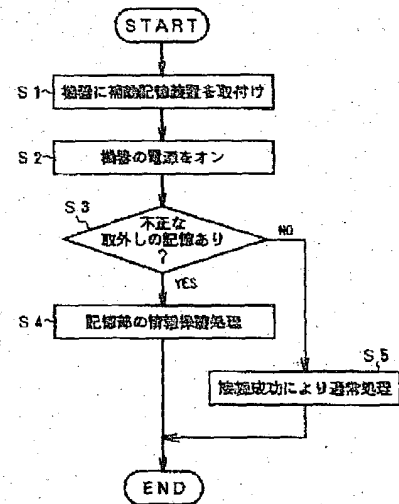 START
S1 機器に補助記憶装置を取付け
S2 機器の電源をオン
S3
不正な
取外しの記憶あり
?
NO
YES
S4 記憶部の情報保護処理
S5
接続成功により通常処理
END